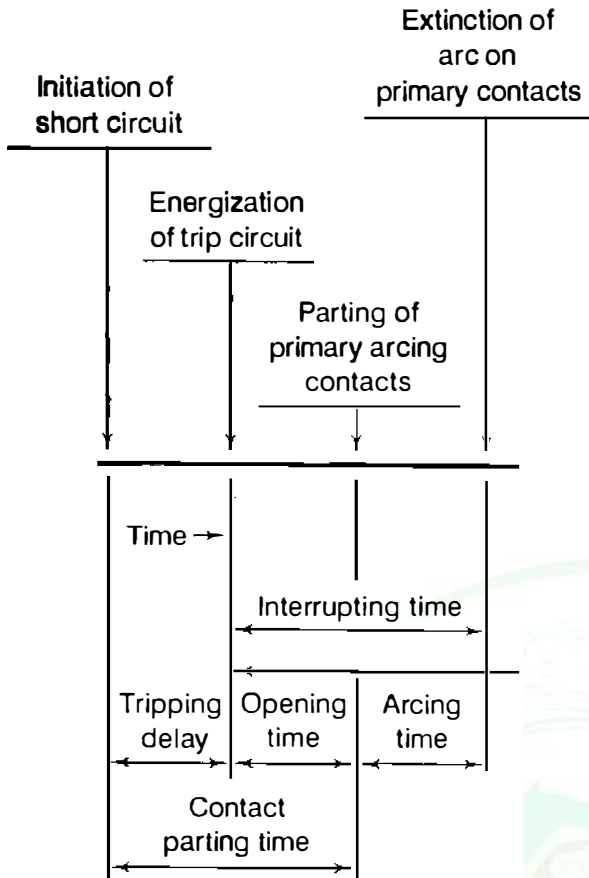 Extinction of
arc on
primary contacts
Initiation of
short circuit
Energization
of trip circuit
Parting of
primary arcing
contacts
Time
Interrupting time
Tripping
delay
Opening
time
Arcing
time
Contact
parting time